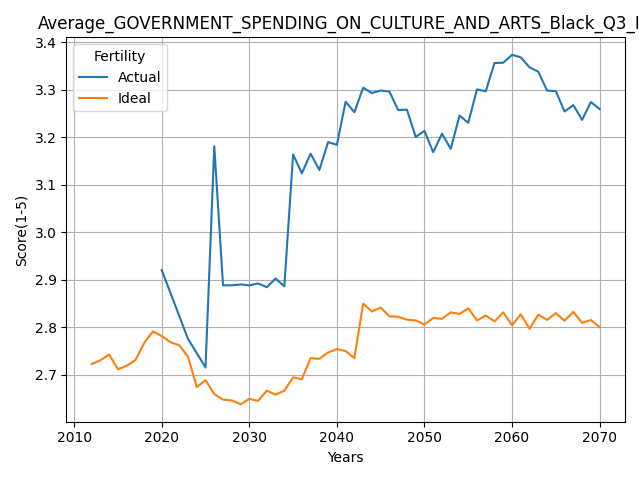 Average_GOVERNMENT_SPENDING_ON_CULTURE_AND_ARTS_Black_Q3_
3.4
Fertility
Actual
Ideal
3.3
3.2
3.1
3.0
2.9
2.8
2.7
Score(1-5)
2010
2020
2030
2040
2050
2060
2070
Years